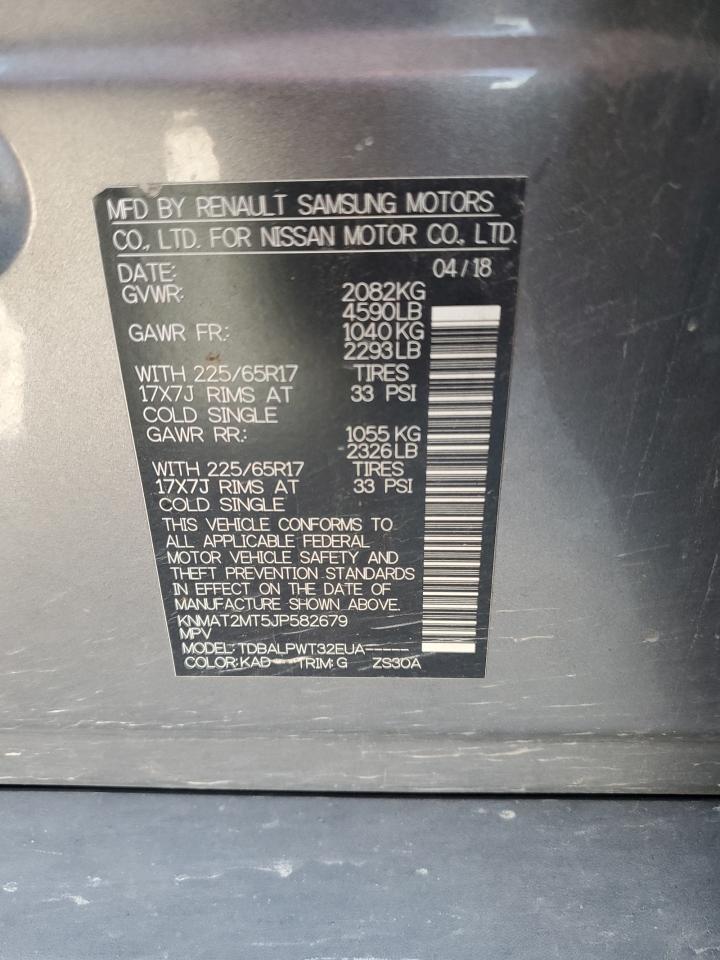 MFD BY RENAULT SAMSUNG MOTORS
CO., LTD. FOR NISSAN MOTOR CO., LTD.
DATE: 04/18
GVWR: 2082KG
4590LB
GAWR FR: 1040KG
2293LB
WITH 225/65R17 TIRES
17X7J RIMS AT 33 PSI
COLD SINGLE
GAWR RR: 1055 KG
2326LB
WITH 225/65R17 TIRES
17X7J RIMS AT 33 PSI
COLD SINGLE
THIS VEHICLE CONFORMS TO
ALL APPLICABLE FEDERAL
MOTOR VEHICLE SAFETY AND
THEFT PREVENTION STANDARDS
IN EFFECT ON THE DATE OF
MANUFACTURE SHOWN ABOVE.
KNMAT2MT5JP582679
MPV
MODEL: TDBALPWT32EUA-----
COLOR: KAD TRIM: G ZS30A